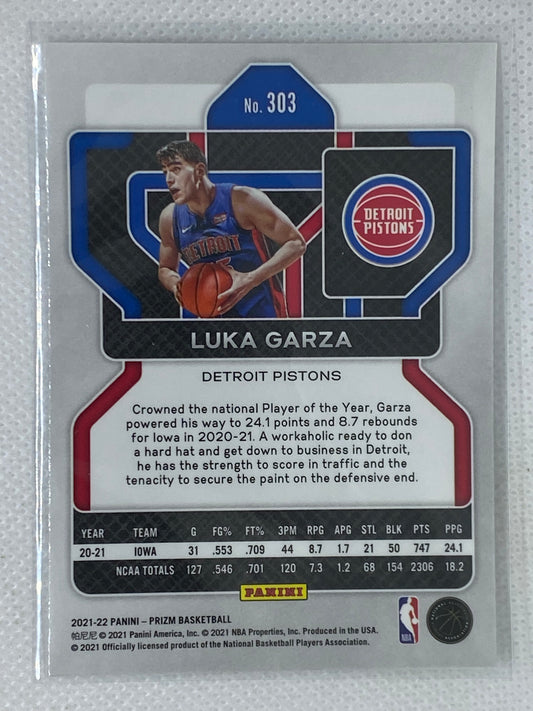 No. 303
DETROIT
PISTONS
DETROIT
LUKA GARZA
DETROIT PISTONS
Crowned the national Player of the Year, Garza
powered his way to 24.1 points and 8.7 rebounds
for Iowa in 2020-21. A workaholic ready to don
a hard hat and get down to business in Detroit,
he has the strength to score in traffic and the
tenacity to secure the paint on the defensive end.
YEAR TEAM G FG% FT% 3PM RPG APG STL BLK PTS PPG
20-21 IOWA 31 .553 .709 44 8.7 1.7 21 50 747 24.1
NCAA TOTALS 127 .546 .701 120 7.3 1.2 68 154 2306 18.2
PANINI
2021-22 PANINI – PRIZM BASKETBALL
帕尼尼 © 2021 Panini America, Inc. © 2021 NBA Properties, Inc. Produced in the USA.
© 2021 Officially licensed product of the National Basketball Players Association.
NBA